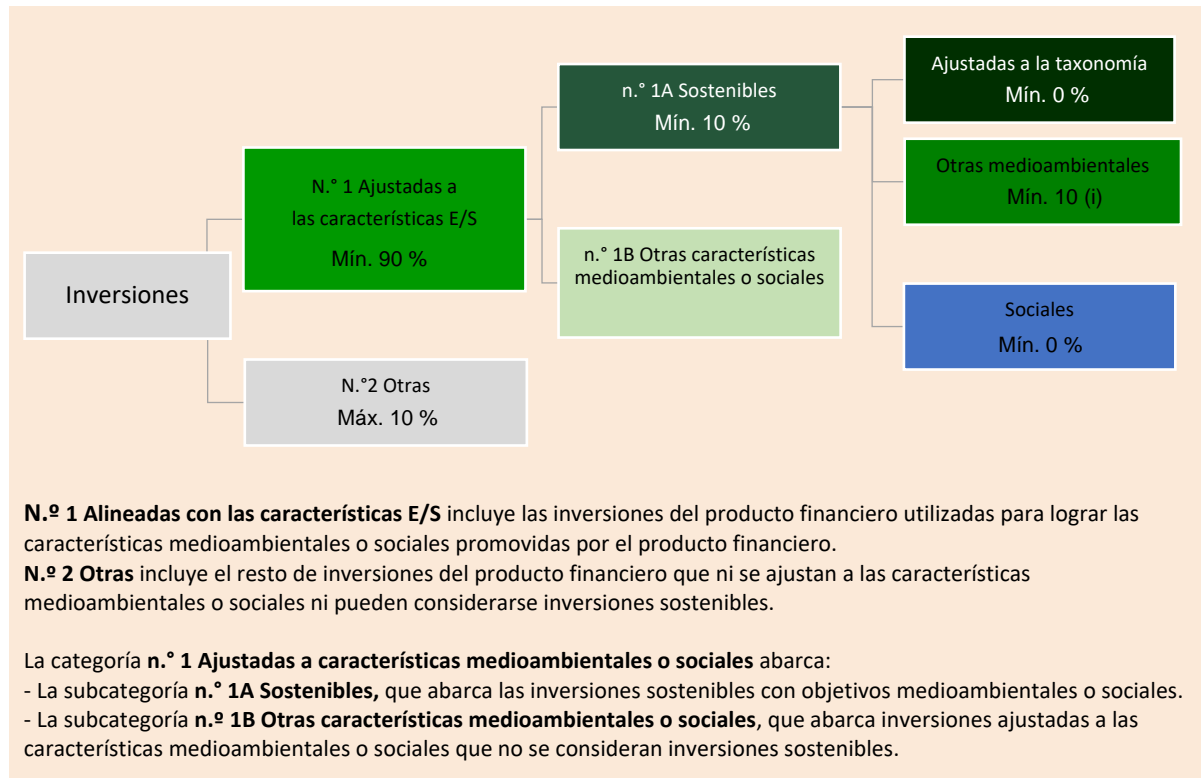 Inversiones
N.° 1 Ajustadas a
las características E/S
Mín. 90 %
N.°2 Otras
Máx. 10 %
n.° 1A Sostenibles
Mín. 10 %
n.° 1B Otras características
medioambientales o sociales
Ajustadas a la taxonomía
Mín. 0 %
Otras medioambientales
Mín. 10 (i)
Sociales
Mín. 0 %
N.º 1 Alineadas con las características E/S incluye las inversiones del producto financiero utilizadas para lograr las
características medioambientales o sociales promovidas por el producto financiero.
N.º 2 Otras incluye el resto de inversiones del producto financiero que ni se ajustan a las características
medioambientales o sociales ni pueden considerarse inversiones sostenibles.
La categoría n.° 1 Ajustadas a características medioambientales o sociales abarca:
- La subcategoría n.° 1A Sostenibles, que abarca las inversiones sostenibles con objetivos medioambientales o sociales.
- La subcategoría n.º 1B Otras características medioambientales o sociales, que abarca inversiones ajustadas a las
características medioambientales o sociales que no se consideran inversiones sostenibles.